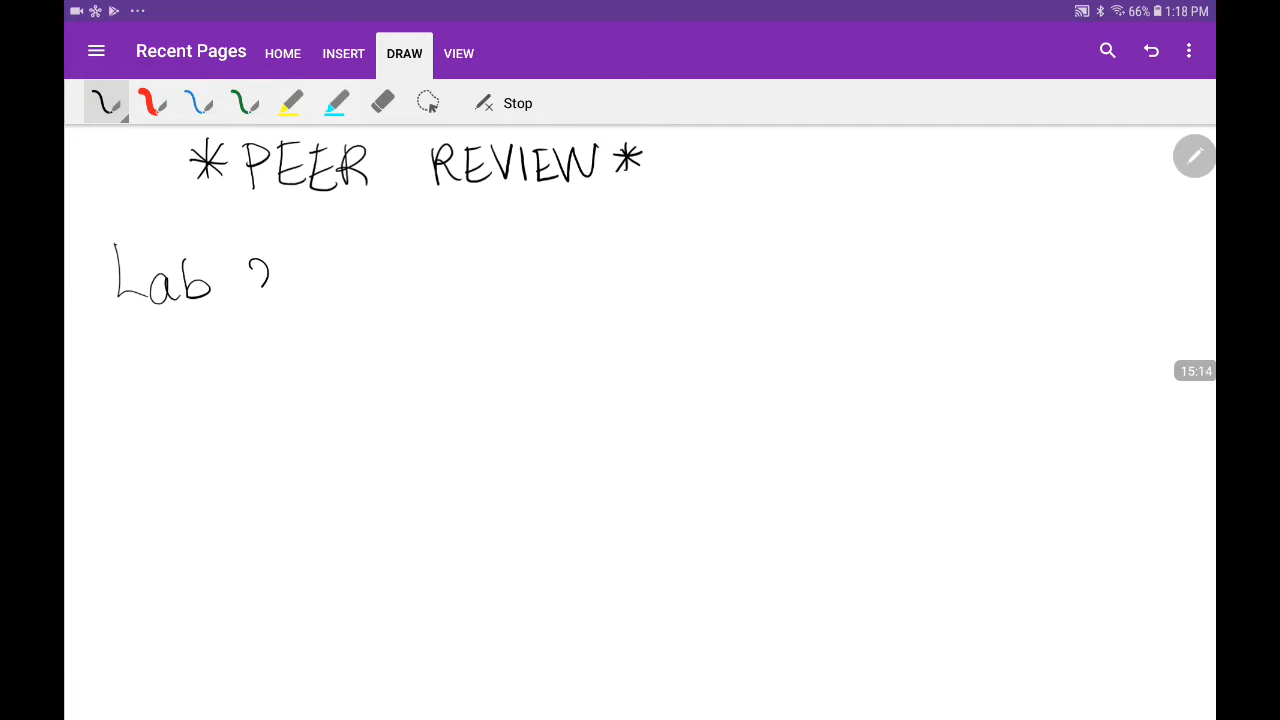 66% 1:18 PM
Recent Pages HOME INSERT DRAW VIEW
Stop
*PEER REVIEW*
Lab
15:14